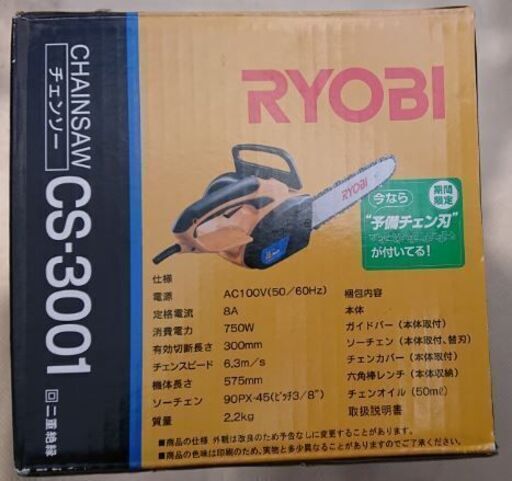 CHAINSAW
チェンソー
CS-3001
回二重絶縁
RYOBI
RYOBI
今なら
期間
限定
"予備チェン刃"
が付いてる！
仕様
電源 AC100V(50／60Hz)
定格電流 8A
消費電力 750W
有効切断長さ 300mm
チェンスピード 6.3m／s
機体長さ 575mm
ソーチェン 90PX-45(ピッチ3/8")
質量 2.2kg
梱包内容
本体
ガイドバー（本体取付）
ソーチェン（本体取付、替刃）
チェンカバー（本体取付）
六角棒レンチ（本体収納）
チェンオイル（50mℓ）
取扱説明書
■商品の仕様 外観は改良のため予告なしに変更することがあります。
■商品の色味は印刷のため、実物と多少異なることがありますのでご了承ください。